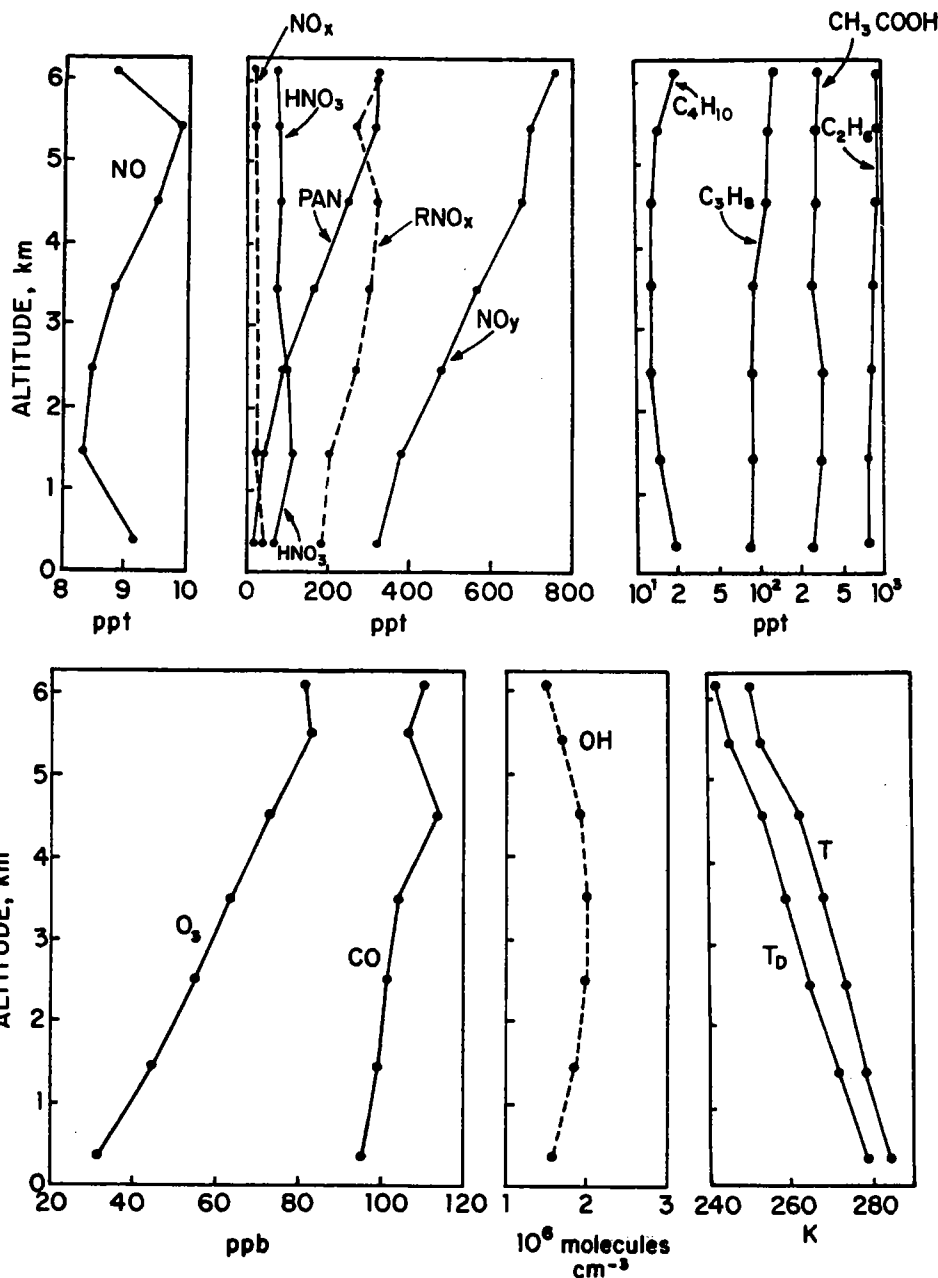 NOₓ
HNO₃
PAN
RNOₓ
NOy
HNO₃
0 200 400 600 800
ppt
6
5
4
3
2
1
0
ALTITUDE, km
NO
8 9 10
ppt
CH₃COOH
C₄H₁₀
C₂H₆
C₃H₈
10¹ 2 5 10² 2 5 10³
ppt
6
5
4
3
2
1
0
ALTITUDE, km
O₃
CO
20 40 60 80 100 120
ppb
OH
1 2 3
10⁶ molecules
cm⁻³
T
T_D
240 260 280
K